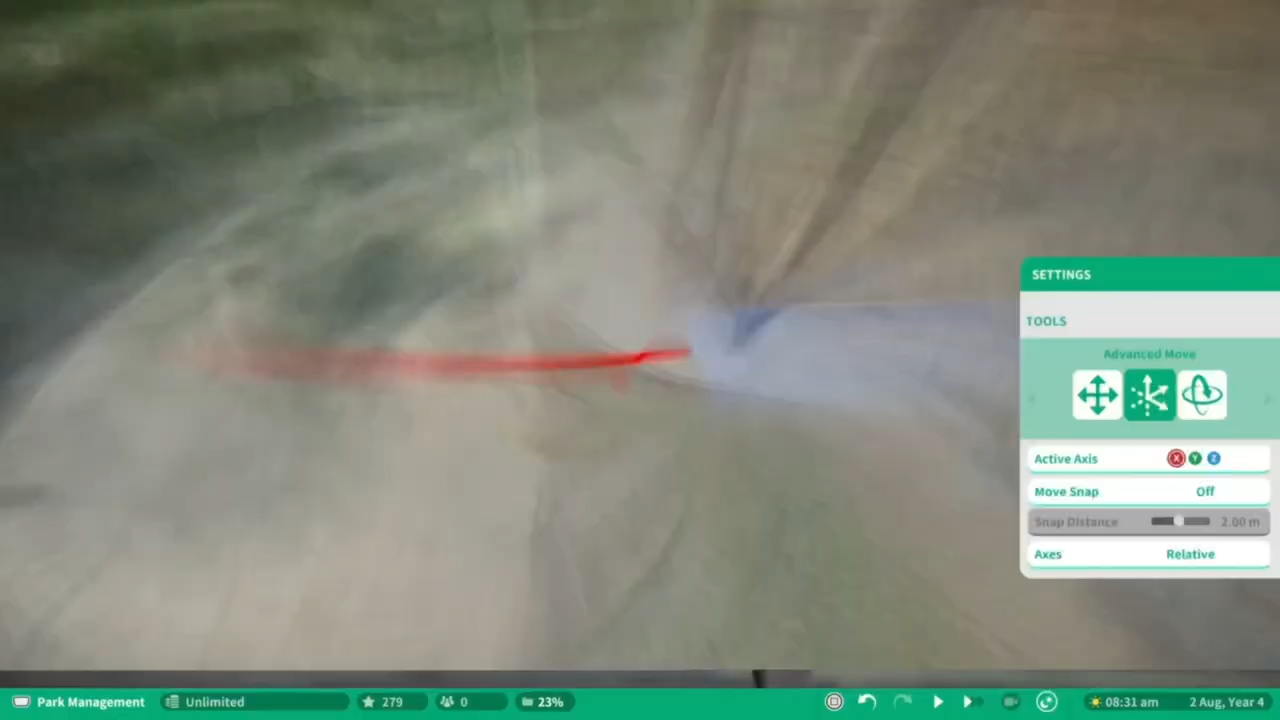 SETTINGS
TOOLS
Advanced Move
Active Axis X Y Z
Move Snap Off
Snap Distance 2.00 m
Axes Relative
Park Management Unlimited 279 0 23% 08:31 am 2 Aug, Year 4